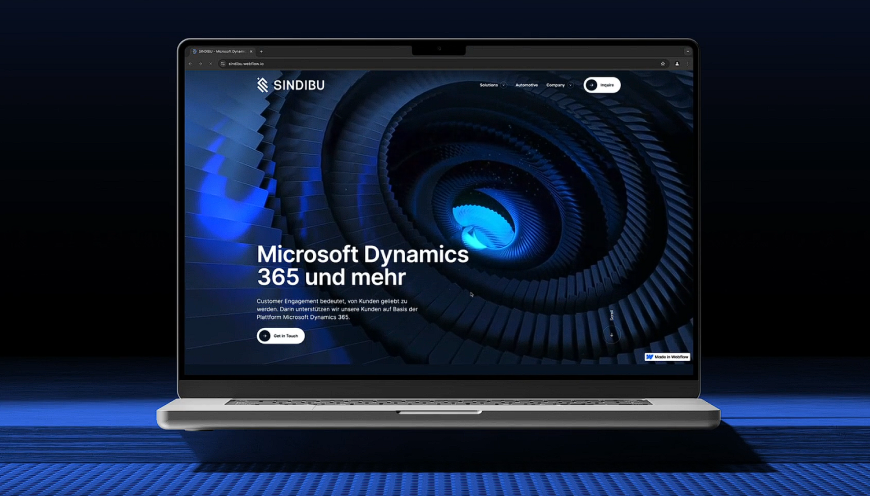 SINDIBU - Microsoft Dynam
sindibu.webflow.io
SINDIBU
Solutions
Automotive
Company
Inquire
Microsoft Dynamics
365 und mehr
Customer Engagement bedeutet, von Kunden geliebt zu
werden. Darin unterstützen wir unsere Kunden auf Basis der
Plattform Microsoft Dynamics 365.
Get in Touch
Scroll
Made in Webflow